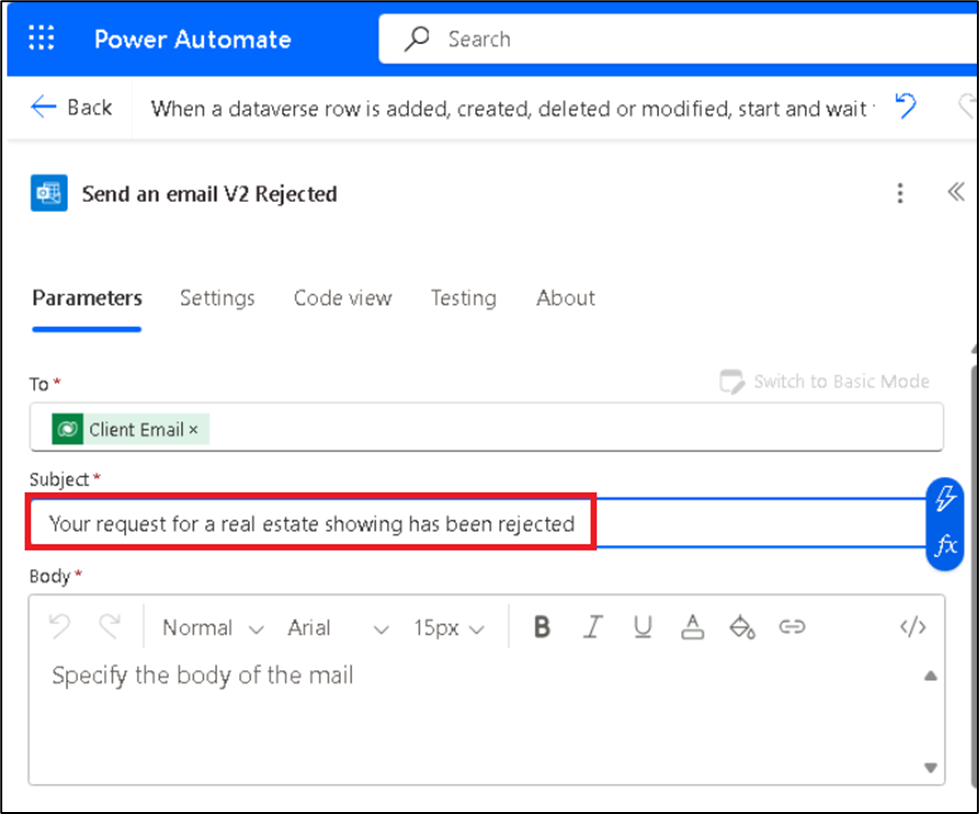 Power Automate
Search
Back
When a dataverse row is added, created, deleted or modified, start and wait
Send an email V2 Rejected
Parameters Settings Code view Testing About
To *
Switch to Basic Mode
Client Email ×
Subject *
Your request for a real estate showing has been rejected
fx
Body *
Normal Arial 15px B I U A </>
Specify the body of the mail